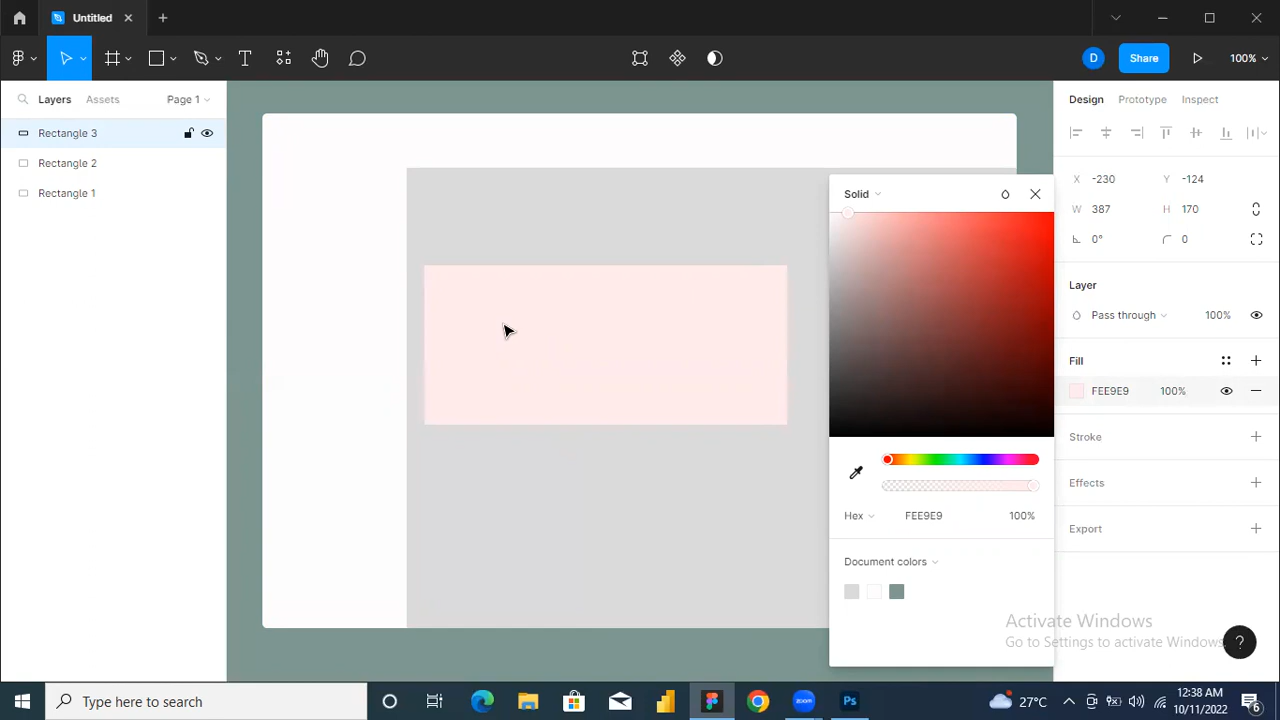 Untitled
Share
100%
Layers
Assets
Page 1
Design
Prototype
Inspect
Rectangle 3
Rectangle 2
Rectangle 1
X -230 Y -124
W 387 H 170
0° 0
Layer
Pass through 100%
Fill
FEE9E9 100%
Stroke
Effects
Export
Solid
Hex FEE9E9 100%
Document colors
Activate Windows
Go to Settings to activate Windows.
?
D
Type here to search
zoom
Ps
27°C
12:38 AM
10/11/2022
6